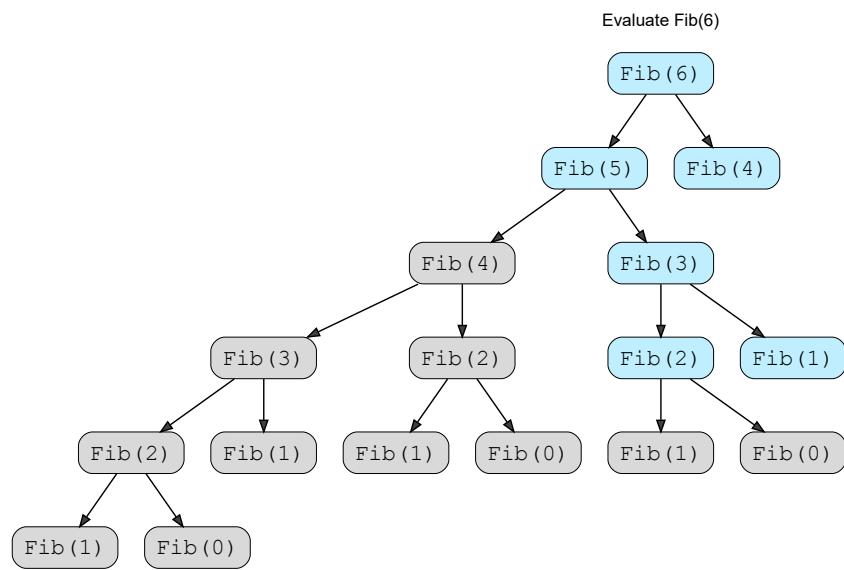 Evaluate Fib(6)
Fib(6)
Fib(5) Fib(4)
Fib(4) Fib(3)
Fib(3) Fib(2) Fib(2) Fib(1)
Fib(2) Fib(1) Fib(1) Fib(0) Fib(1) Fib(0)
Fib(1) Fib(0)